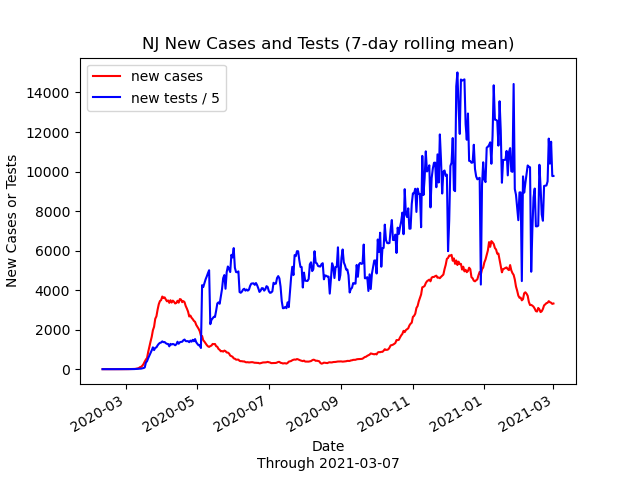 NJ New Cases and Tests (7-day rolling mean)
new cases
new tests / 5
New Cases or Tests
14000
12000
10000
8000
6000
4000
2000
0
2020-03
2020-05
2020-07
2020-09
2020-11
2021-01
2021-03
Date
Through 2021-03-07